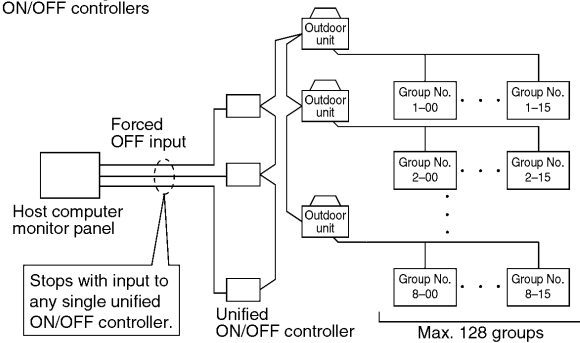 ON/OFF controllers
Outdoor
unit
Group No.
1–00
Group No.
1–15
Outdoor
unit
Forced
OFF input
Group No.
2–00
Group No.
2–15
Host computer
monitor panel
Outdoor
unit
Stops with input to
any single unified
ON/OFF controller.
Group No.
8–00
Group No.
8–15
Unified
ON/OFF controller
Max. 128 groups